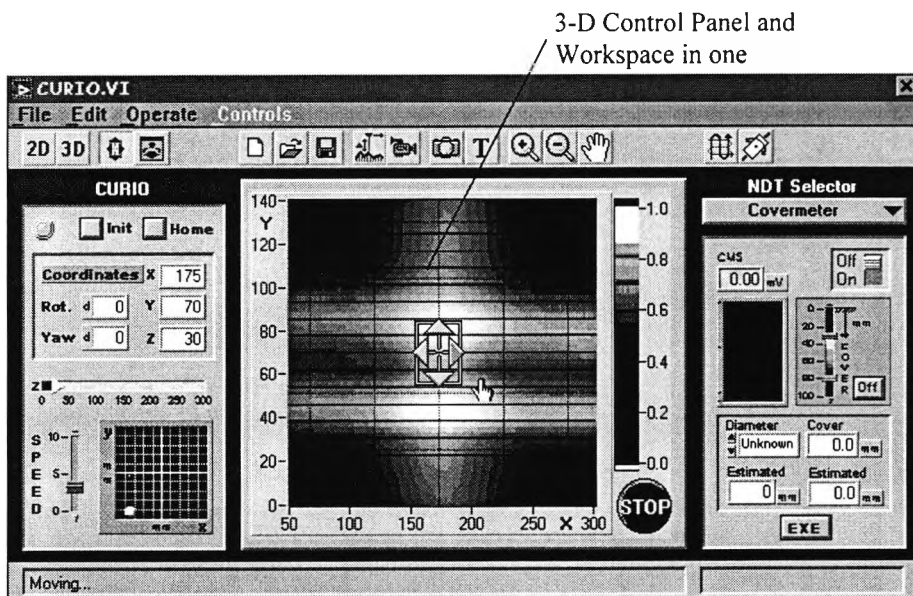 3-D Control Panel and
Workspace in one
CURIO.VI
File Edit Operate Controls
2D 3D T
CURIO
Init Home
Coordinates X 175
Rot. d 0 Y 70
Yaw d 0 Z 30
Z
0 50 100 150 200 250 300
SPEED
10
5
0
y
mm
mm x
140
Y
120
100
80
60
40
20
0
50 100 150 200 X 300
1.0
0.8
0.6
0.4
0.2
0.0
STOP
NDT Selector
Covermeter
CMS
0.00 mV
Off
On
0
20
40
60
80
100
mm
COVER
Off
Diameter Cover
Unknown 0.0 mm
Estimated Estimated
0 mm 0.0 mm
EXE
Moving...